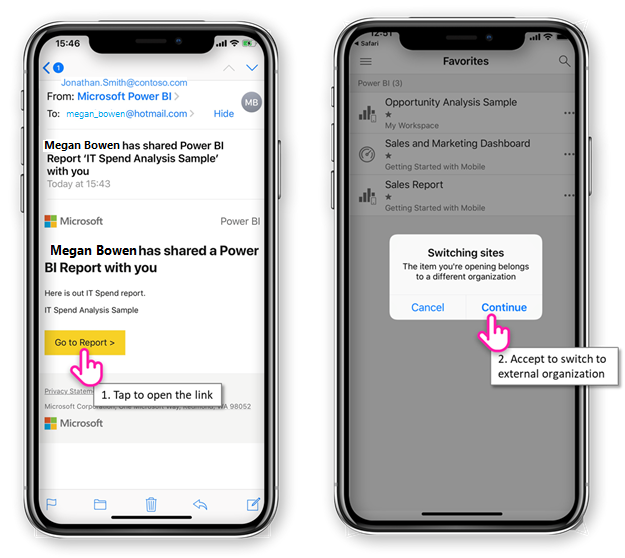 15:46
1
Jonathan.Smith@contoso.com
From: Microsoft Power BI
MB
To: megan_bowen@hotmail.com
Hide
Megan Bowen has shared Power BI
Report ‘IT Spend Analysis Sample’
with you
Today at 15:43
Microsoft
Power BI
Megan Bowen has shared a Power
BI Report with you
Here is out IT Spend report.
IT Spend Analysis Sample
Go to Report >
1. Tap to open the link
Privacy Stateme
Microsoft Corporation, One Microsoft Way, Redmond, WA 98052
Microsoft
12:51
Safari
Favorites
Power BI (3)
Opportunity Analysis Sample
My Workspace
Sales and Marketing Dashboard
Getting Started with Mobile
Sales Report
Getting Started with Mobile
Switching sites
The item you're opening belongs
to a different organization
Cancel
Continue
2. Accept to switch to
external organization